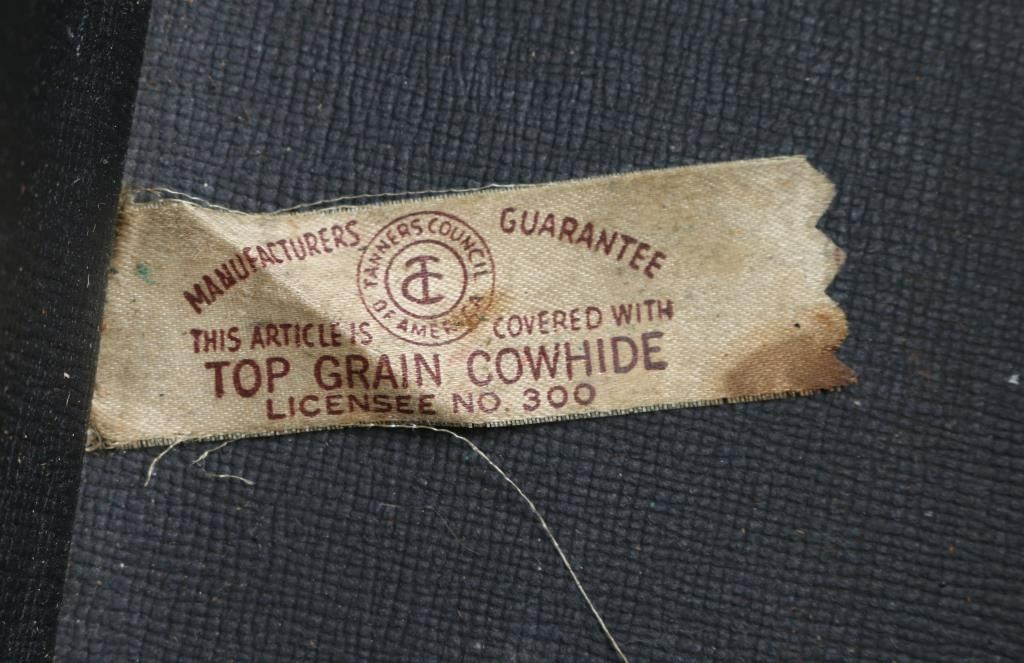 MANUFACTURERS GUARANTEE
TANNERS COUNCIL OF AMERICA
TC
THIS ARTICLE IS COVERED WITH
TOP GRAIN COWHIDE
LICENSEE NO. 300